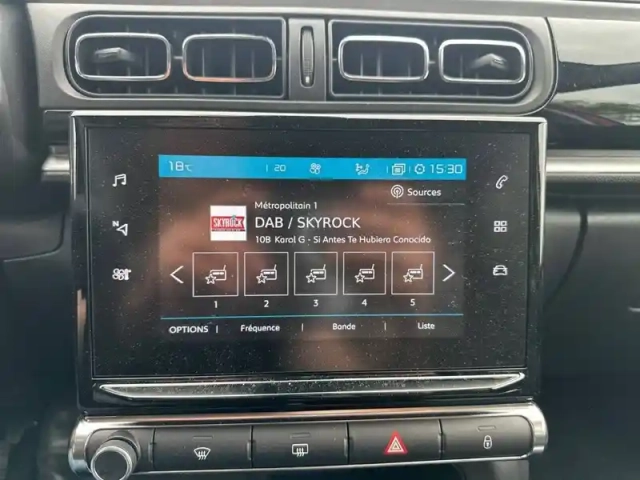 18°C 20 15:30
Sources
Métropolitain 1
SKYROCK
DAB / SKYROCK
10B Karol G - Si Antes Te Hubiera Conocido
1 2 3 4 5
OPTIONS Fréquence Bande Liste
N